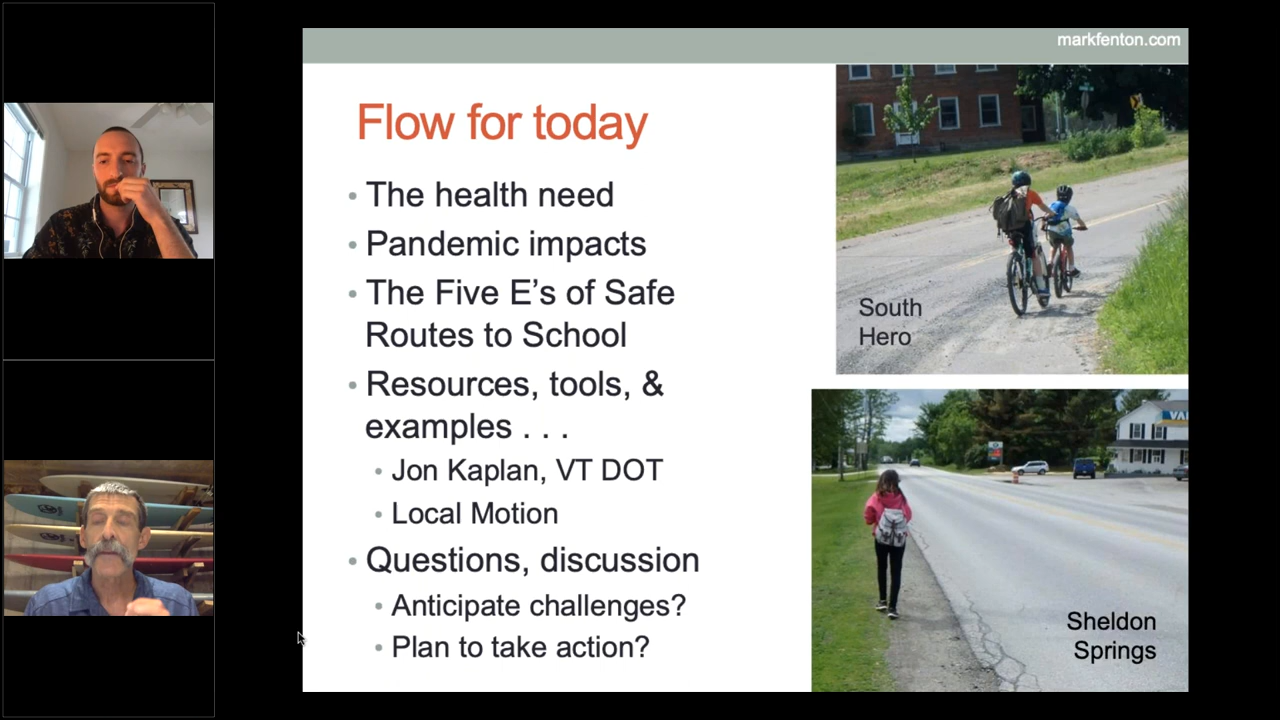 markfenton.com
Flow for today
• The health need
• Pandemic impacts
• The Five E’s of Safe
Routes to School
• Resources, tools, &
examples . . .
• Jon Kaplan, VT DOT
• Local Motion
• Questions, discussion
• Anticipate challenges?
• Plan to take action?
South
Hero
Sheldon
Springs